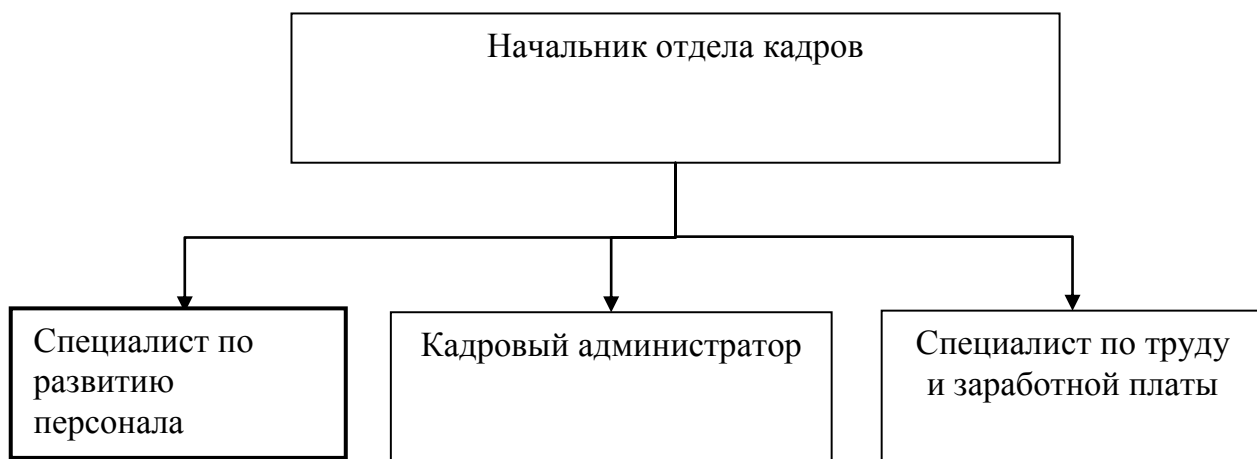 Начальник отдела кадров
Специалист по
развитию
персонала
Кадровый администратор
Специалист по труду
и заработной платы